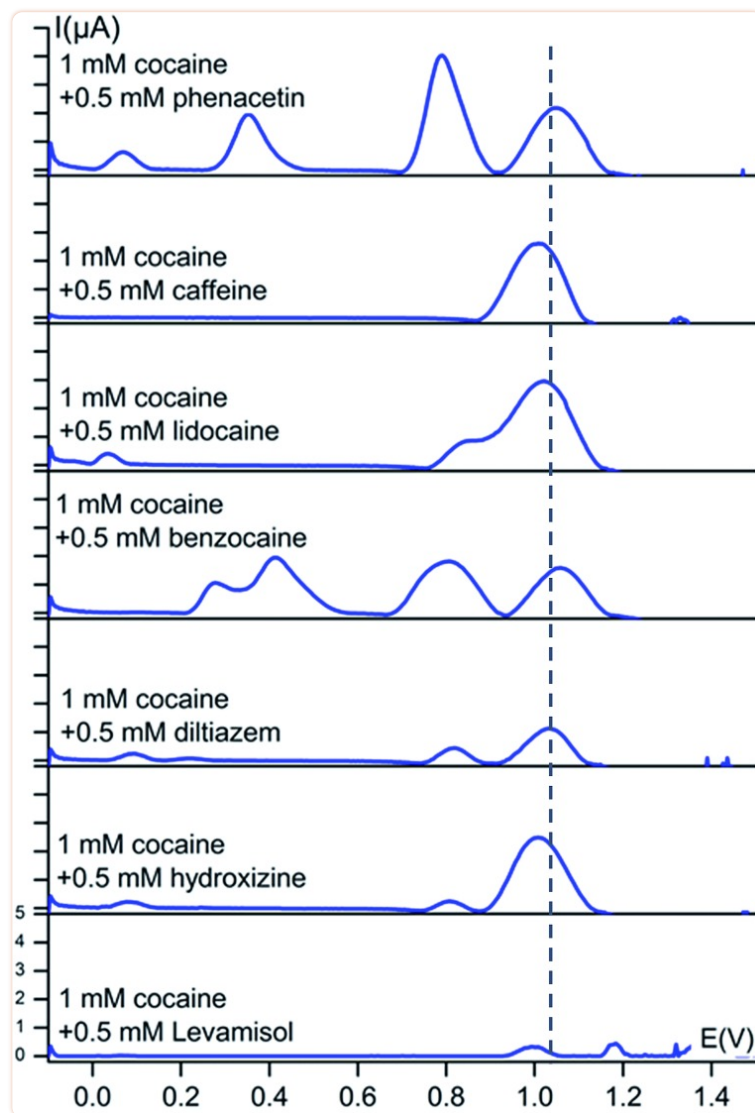 I(µA)
1 mM cocaine
+0.5 mM phenacetin
1 mM cocaine
+0.5 mM caffeine
1 mM cocaine
+0.5 mM lidocaine
1 mM cocaine
+0.5 mM benzocaine
1 mM cocaine
+0.5 mM diltiazem
1 mM cocaine
+0.5 mM hydroxizine
5
4
3
2
1
0
1 mM cocaine
+0.5 mM Levamisol
E(V)
0.0 0.2 0.4 0.6 0.8 1.0 1.2 1.4